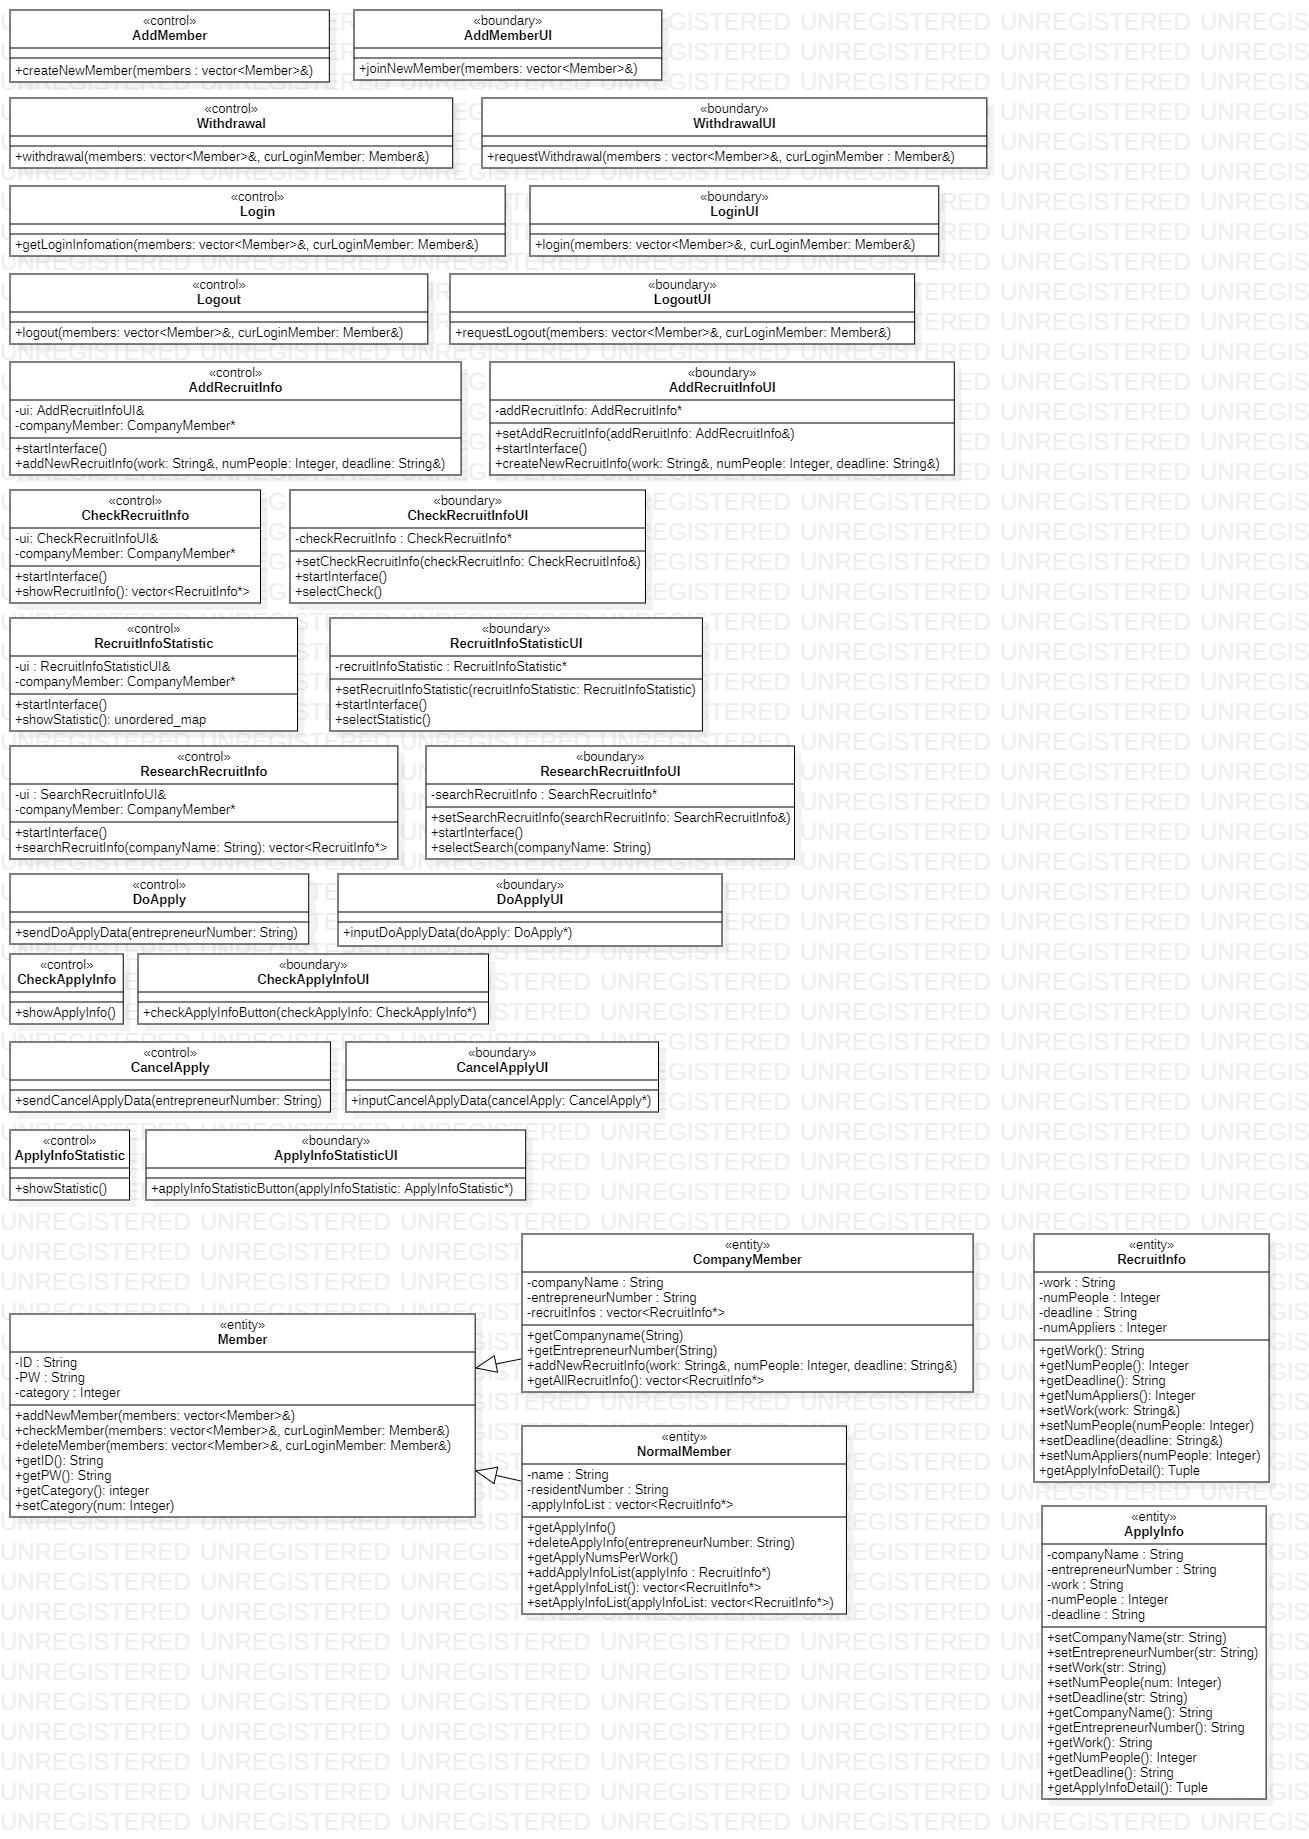 «control»
AddMember
+createNewMember(members : vector<Member>&)
«boundary»
AddMemberUI
+joinNewMember(members: vector<Member>&)
«control»
Withdrawal
+withdrawal(members: vector<Member>&, curLoginMember: Member&)
«boundary»
WithdrawalUI
+requestWithdrawal(members : vector<Member>&, curLoginMember : Member&)
«control»
Login
+getLoginInfomation(members: vector<Member>&, curLoginMember: Member&)
«boundary»
LoginUI
+login(members: vector<Member>&, curLoginMember: Member&)
«control»
Logout
+logout(members: vector<Member>&, curLoginMember: Member&)
«boundary»
LogoutUI
+requestLogout(members: vector<Member>&, curLoginMember: Member&)
«control»
AddRecruitInfo
-ui: AddRecruitInfoUI&
-companyMember: CompanyMember*
+startInterface()
+addNewRecruitInfo(work: String&, numPeople: Integer, deadline: String&)
«boundary»
AddRecruitInfoUI
-addRecruitInfo: AddRecruitInfo*
+setAddRecruitInfo(addReruitInfo: AddRecruitInfo&)
+startInterface()
+createNewRecruitInfo(work: String&, numPeople: Integer, deadline: String&)
«control»
CheckRecruitInfo
-ui: CheckRecruitInfoUI&
-companyMember: CompanyMember*
+startInterface()
+showRecruitInfo(): vector<RecruitInfo*>
«boundary»
CheckRecruitInfoUI
-checkRecruitInfo : CheckRecruitInfo*
+setCheckRecruitInfo(checkRecruitInfo: CheckRecruitInfo&)
+startInterface()
+selectCheck()
«control»
RecruitInfoStatistic
-ui : RecruitInfoStatisticUI&
-companyMember: CompanyMember*
+startInterface()
+showStatistic(): unordered_map
«boundary»
RecruitInfoStatisticUI
-recruitInfoStatistic : RecruitInfoStatistic*
+setRecruitInfoStatistic(recruitInfoStatistic: RecruitInfoStatistic)
+startInterface()
+selectStatistic()
«control»
ResearchRecruitInfo
-ui : SearchRecruitInfoUI&
-companyMember: CompanyMember*
+startInterface()
+searchRecruitInfo(companyName: String): vector<RecruitInfo*>
«boundary»
ResearchRecruitInfoUI
-searchRecruitInfo : SearchRecruitInfo*
+setSearchRecruitInfo(searchRecruitInfo: SearchRecruitInfo&)
+startInterface()
+selectSearch(companyName: String)
«control»
DoApply
+sendDoApplyData(entrepreneurNumber: String)
«boundary»
DoApplyUI
+inputDoApplyData(doApply: DoApply*)
«control»
CheckApplyInfo
+showApplyInfo()
«boundary»
CheckApplyInfoUI
+checkApplyInfoButton(checkApplyInfo: CheckApplyInfo*)
«control»
CancelApply
+sendCancelApplyData(entrepreneurNumber: String)
«boundary»
CancelApplyUI
+inputCancelApplyData(cancelApply: CancelApply*)
«control»
ApplyInfoStatistic
+showStatistic()
«boundary»
ApplyInfoStatisticUI
+applyInfoStatisticButton(applyInfoStatistic: ApplyInfoStatistic*)
«entity»
Member
-ID : String
-PW : String
-category : Integer
+addNewMember(members: vector<Member>&)
+checkMember(members: vector<Member>&, curLoginMember: Member&)
+deleteMember(members: vector<Member>&, curLoginMember: Member&)
+getID(): String
+getPW(): String
+getCategory(): integer
+setCategory(num: Integer)
«entity»
CompanyMember
-companyName : String
-entrepreneurNumber : String
-recruitInfos : vector<RecruitInfo*>
+getCompanyname(String)
+getEntrepreneurNumber(String)
+addNewRecruitInfo(work: String&, numPeople: Integer, deadline: String&)
+getAllRecruitInfo(): vector<RecruitInfo*>
«entity»
NormalMember
-name : String
-residentNumber : String
-applyInfoList : vector<RecruitInfo*>
+getApplyInfo()
+deleteApplyInfo(entrepreneurNumber: String)
+getApplyNumsPerWork()
+addApplyInfoList(applyInfo : RecruitInfo*)
+getApplyInfoList(): vector<RecruitInfo*>
+setApplyInfoList(applyInfoList: vector<RecruitInfo*>)
«entity»
RecruitInfo
-work : String
-numPeople : Integer
-deadline : String
-numAppliers : Integer
+getWork(): String
+getNumPeople(): Integer
+getDeadline(): String
+getNumAppliers(): Integer
+setWork(work: String&)
+setNumPeople(numPeople: Integer)
+setDeadline(deadline: String&)
+setNumAppliers(numPeople: Integer)
+getApplyInfoDetail(): Tuple
«entity»
ApplyInfo
-companyName : String
-entrepreneurNumber : String
-work : String
-numPeople : Integer
-deadline : String
+setCompanyName(str: String)
+setEntrepreneurNumber(str: String)
+setWork(str: String)
+setNumPeople(num: Integer)
+setDeadline(str: String)
+getCompanyName(): String
+getEntrepreneurNumber(): String
+getWork(): String
+getNumPeople(): Integer
+getDeadline(): String
+getApplyInfoDetail(): Tuple